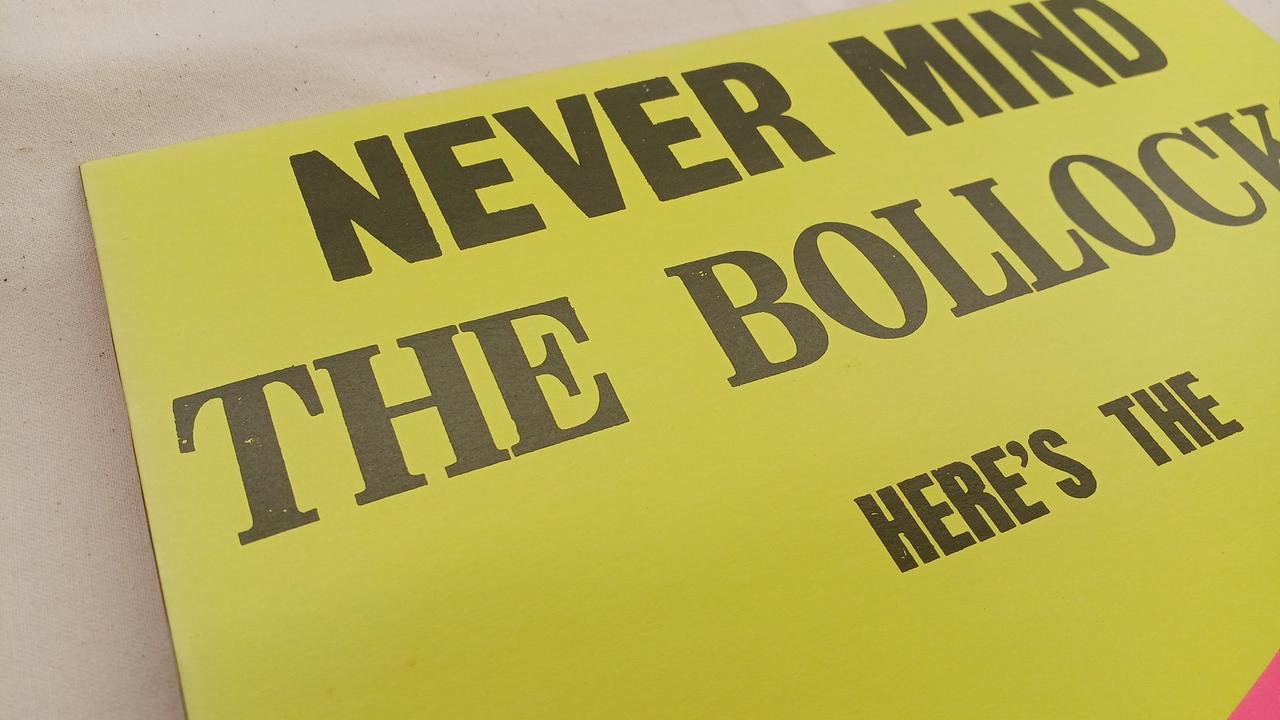 NEVER MIND
THE BOLLOCK
HERE'S THE